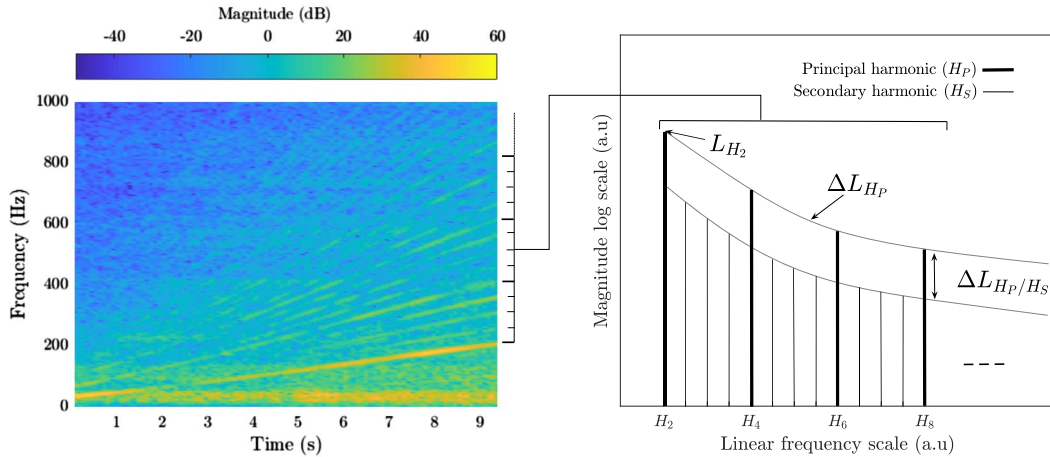 Magnitude (dB)
-40 -20 0 20 40 60
1000
800
600
400
200
0
Frequency (Hz)
1 2 3 4 5 6 7 8 9
Time (s)
Principal harmonic (H_P)
Secondary harmonic (H_S)
L_{H_2}
ΔL_{H_P}
ΔL_{H_P/H_S}
Magnitude log scale (a.u)
H_2 H_4 H_6 H_8
Linear frequency scale (a.u)